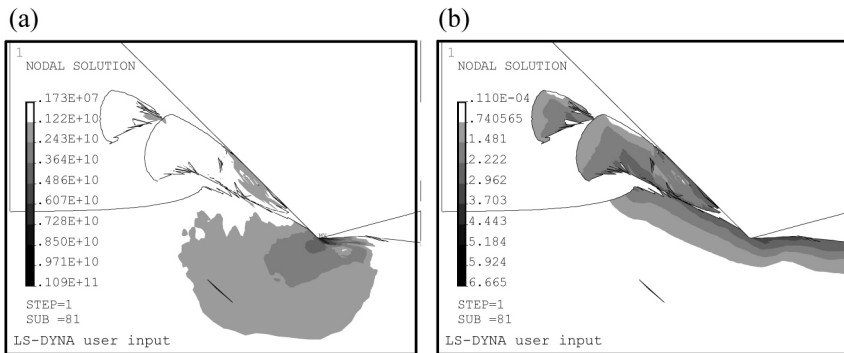 (a)
1
NODAL SOLUTION
.173E+07
.122E+10
.243E+10
.364E+10
.486E+10
.607E+10
.728E+10
.850E+10
.971E+10
.109E+11
STEP=1
SUB =81
LS-DYNA user input
(b)
1
NODAL SOLUTION
.110E-04
.740565
1.481
2.222
2.962
3.703
4.443
5.184
5.924
6.665
STEP=1
SUB =81
LS-DYNA user input